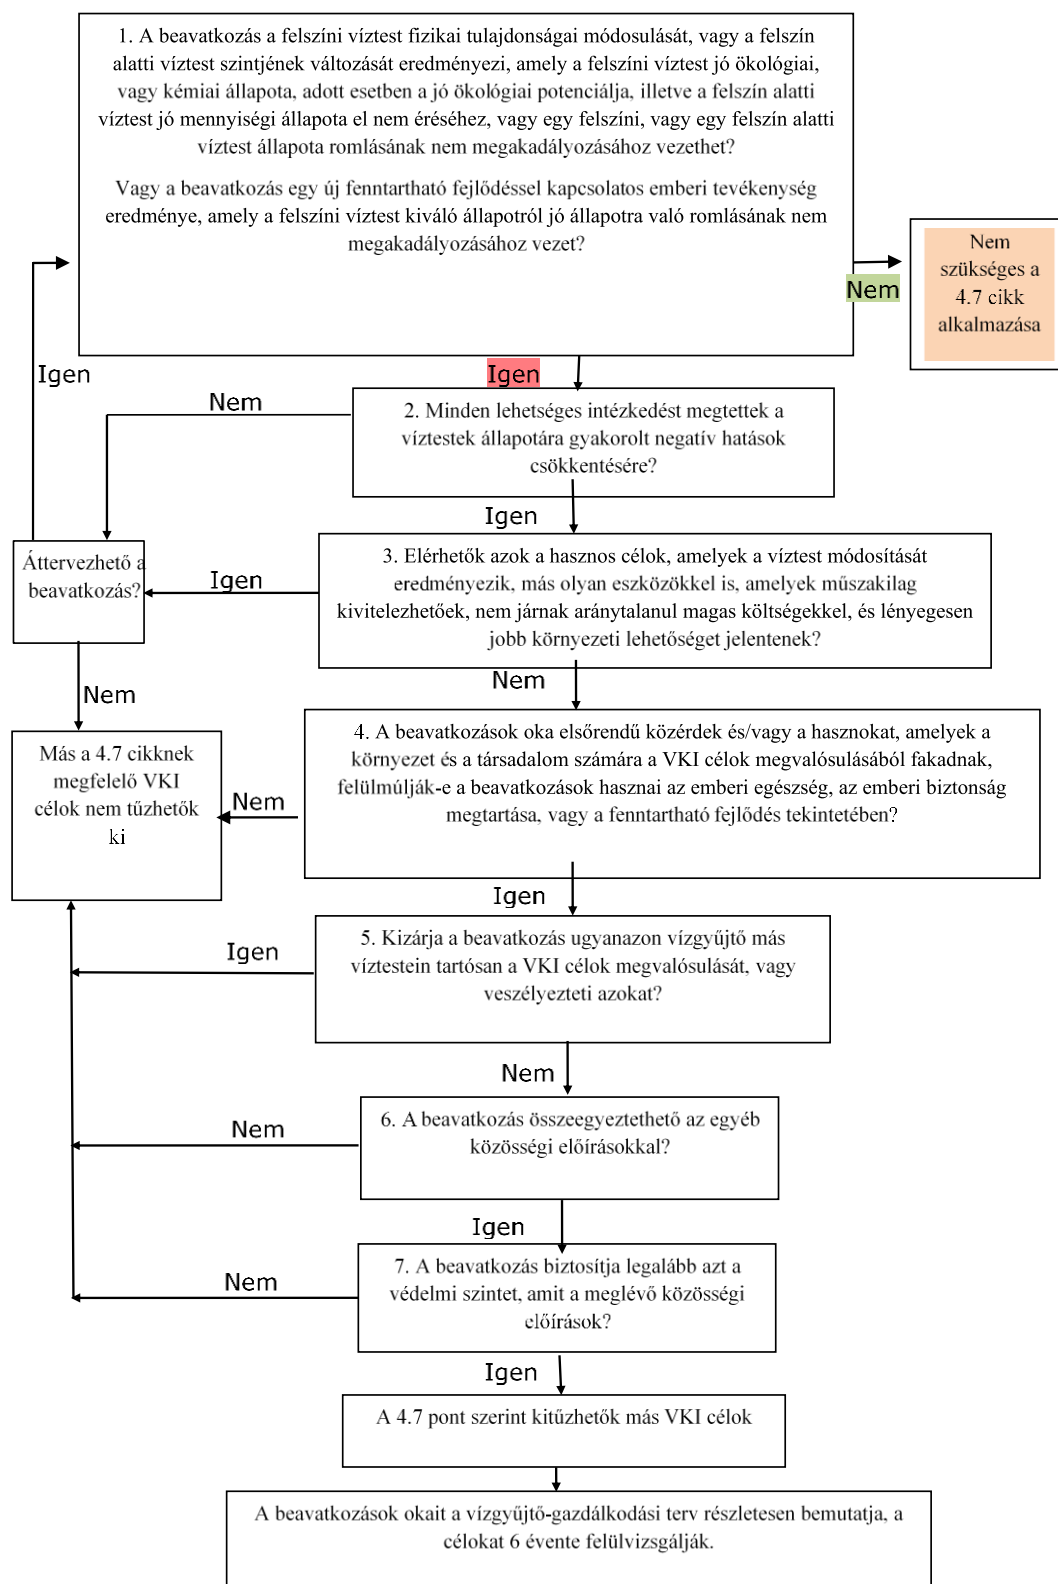 1. A beavatkozás a felszíni víztest fizikai tulajdonságai módosulását, vagy a felszín
alatti víztest szintjének változását eredményezi, amely a felszíni víztest jó ökológiai,
vagy kémiai állapota, adott esetben a jó ökológiai potenciálja, illetve a felszín alatti
víztest jó mennyiségi állapota el nem éréséhez, vagy egy felszíni, vagy egy felszín alatti
víztest állapota romlásának nem megakadályozásához vezethet?
Vagy a beavatkozás egy új fenntartható fejlődéssel kapcsolatos emberi tevékenység
eredménye, amely a felszíni víztest kiváló állapotról jó állapotra való romlásának nem
megakadályozásához vezet?
Nem
Nem
szükséges a
4.7 cikk
alkalmazása
Igen
Igen
Nem
2. Minden lehetséges intézkedést megtettek a
víztestek állapotára gyakorolt negatív hatások
csökkentésére?
Igen
Áttervezhető a
beavatkozás?
Igen
3. Elérhetők azok a hasznos célok, amelyek a víztest módosítását
eredményezik, más olyan eszközökkel is, amelyek műszakilag
kivitelezhetőek, nem járnak aránytalanul magas költségekkel, és lényegesen
jobb környezeti lehetőséget jelentenek?
Nem
Nem
Más a 4.7 cikknek
megfelelő VKI
célok nem tűzhetők
ki
Nem
4. A beavatkozások oka elsőrendű közérdek és/vagy a hasznokat, amelyek a
környezet és a társadalom számára a VKI célok megvalósulásából fakadnak,
felülmúlják-e a beavatkozások hasznai az emberi egészség, az emberi biztonság
megtartása, vagy a fenntartható fejlődés tekintetében?
Igen
Igen
5. Kizárja a beavatkozás ugyanazon vízgyűjtő más
víztestein tartósan a VKI célok megvalósulását, vagy
veszélyezteti azokat?
Nem
Nem
6. A beavatkozás összeegyeztethető az egyéb
közösségi előírásokkal?
Igen
Nem
7. A beavatkozás biztosítja legalább azt a
védelmi szintet, amit a meglévő közösségi
előírások?
Igen
A 4.7 pont szerint kitűzhetők más VKI célok
A beavatkozások okait a vízgyűjtő-gazdálkodási terv részletesen bemutatja, a
célokat 6 évente felülvizsgálják.